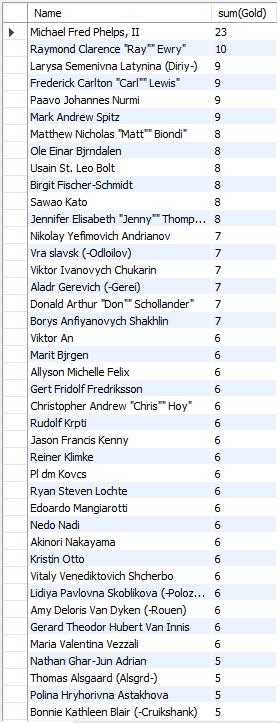 Name sum(Gold)
Michael Fred Phelps, II 23
Raymond Clarence "Ray"" Ewry" 10
Larysa Semenivna Latynina (Diriy-) 9
Frederick Carlton "Carl"" Lewis" 9
Paavo Johannes Nurmi 9
Mark Andrew Spitz 9
Matthew Nicholas "Matt"" Biondi" 8
Ole Einar Bjrndalen 8
Usain St. Leo Bolt 8
Birgit Fischer-Schmidt 8
Sawao Kato 8
Jennifer Elisabeth "Jenny"" Thomp... 8
Nikolay Yefimovich Andrianov 7
Vra slavsk (-Odloilov) 7
Viktor Ivanovych Chukarin 7
Aladr Gerevich (-Gerei) 7
Donald Arthur "Don"" Schollander" 7
Borys Anfiyanovych Shakhlin 7
Viktor An 6
Marit Bjrgen 6
Allyson Michelle Felix 6
Gert Fridolf Fredriksson 6
Christopher Andrew "Chris"" Hoy" 6
Rudolf Krpti 6
Jason Francis Kenny 6
Reiner Klimke 6
Pl dm Kovcs 6
Ryan Steven Lochte 6
Edoardo Mangiarotti 6
Nedo Nadi 6
Akinori Nakayama 6
Kristin Otto 6
Vitaly Venediktovich Shcherbo 6
Lidiya Pavlovna Skoblikova (-Poloz... 6
Amy Deloris Van Dyken (-Rouen) 6
Gerard Theodor Hubert Van Innis 6
Maria Valentina Vezzali 6
Nathan Ghar-Jun Adrian 5
Thomas Alsgaard (Alsgrd-) 5
Polina Hryhorivna Astakhova 5
Bonnie Kathleen Blair (-Cruikshank) 5